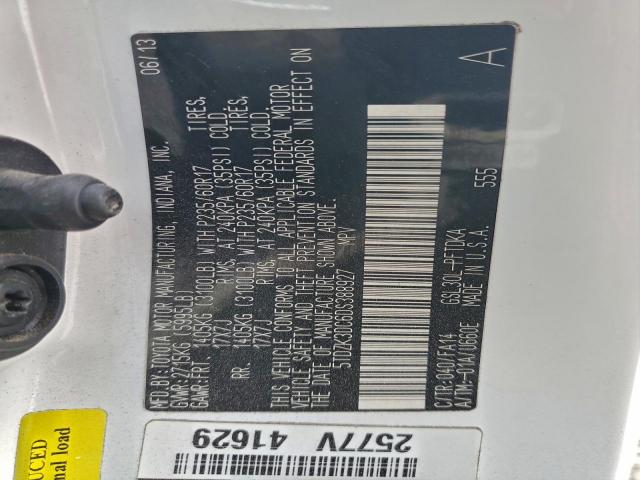 MFD.BY:TOYOTA MOTOR MANUFACTURING, INDIANA, INC. 06/13
GVWR:2715KG (5995LB)
GAWR:FRT 1405KG (3100LB) WITH P235/60R17 TIRES,
17X7J RIMS, AT 240KPA (35PSI) COLD
RR. 1405KG (3100LB) WITH P235/60R17 TIRES,
17X7J RIMS, AT 240KPA (35PSI) COLD
THIS VEHICLE CONFORMS TO ALL APPLICABLE FEDERAL MOTOR
VEHICLE SAFETY AND THEFT PREVENTION STANDARDS IN EFFECT ON
THE DATE OF MANUFACTURE SHOWN ABOVE.
5TDZK3DC6DS388927 MPV
C/TR:040/FA14 GSL30L-PFTDKA 555 A
A/TM:-01A/U660E MADE IN U.S.A.
2577V 41629
UCED
mal load